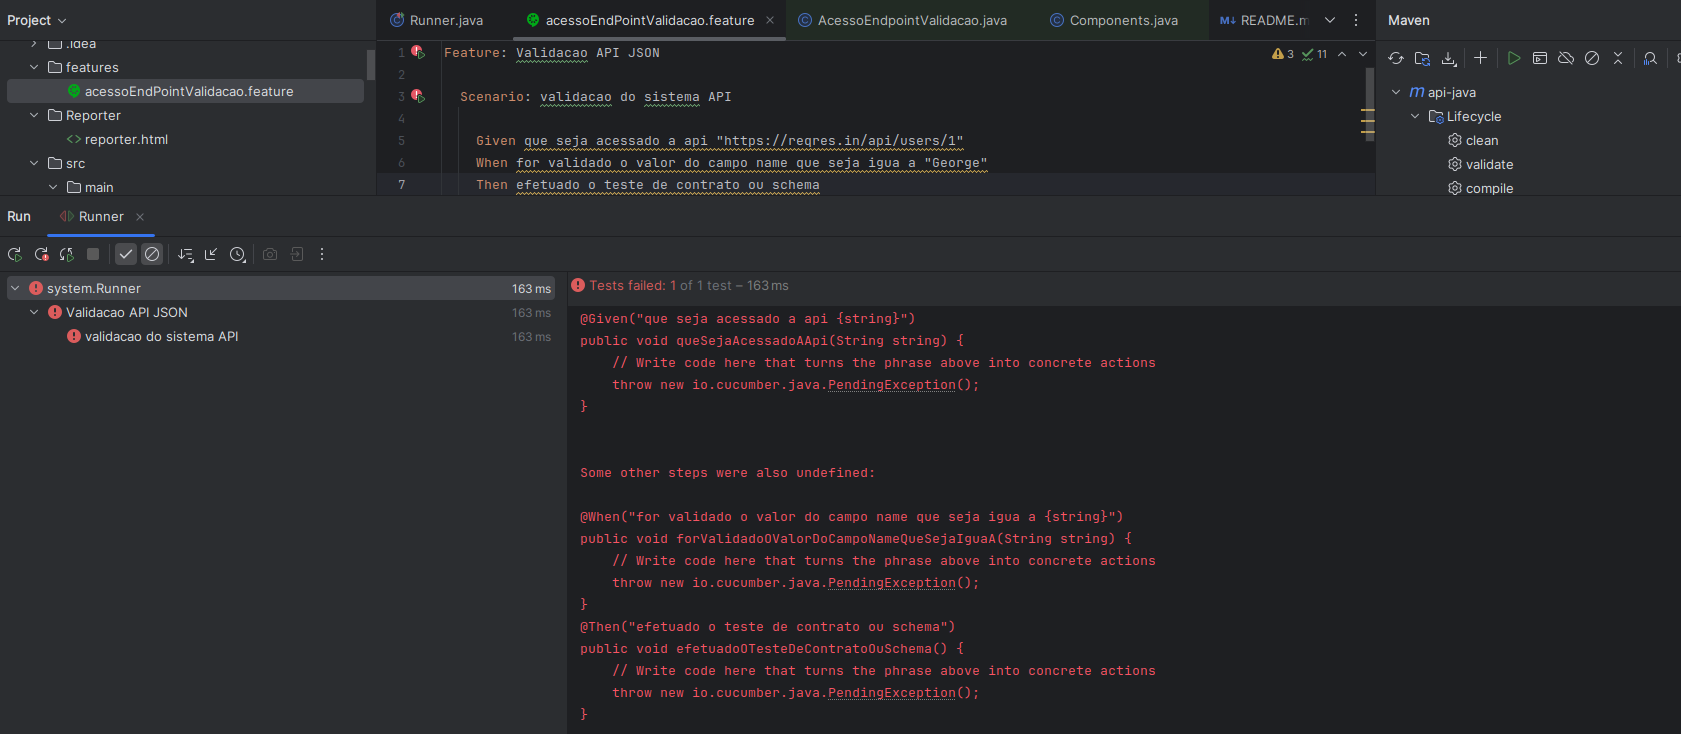 Project
Runner.java
acessoEndPointValidacao.feature
AcessoEndpointValidacao.java
Components.java
README.m
Maven
.idea
features
acessoEndPointValidacao.feature
Reporter
reporter.html
src
main
1 Feature: Validacao API JSON
3 11
2
3 Scenario: validacao do sistema API
4
5 Given que seja acessado a api "https://reqres.in/api/users/1"
6 When for validado o valor do campo name que seja igua a "George"
7 Then efetuado o teste de contrato ou schema
api-java
Lifecycle
clean
validate
compile
Run Runner
system.Runner 163 ms
Validacao API JSON 163 ms
validacao do sistema API 163 ms
Tests failed: 1 of 1 test – 163 ms
@Given("que seja acessado a api {string}")
public void queSejaAcessadoAApi(String string) {
// Write code here that turns the phrase above into concrete actions
throw new io.cucumber.java.PendingException();
}
Some other steps were also undefined:
@When("for validado o valor do campo name que seja igua a {string}")
public void forValidadoOValorDoCampoNameQueSejaIguaA(String string) {
// Write code here that turns the phrase above into concrete actions
throw new io.cucumber.java.PendingException();
}
@Then("efetuado o teste de contrato ou schema")
public void efetuadoOTesteDeContratoOuSchema() {
// Write code here that turns the phrase above into concrete actions
throw new io.cucumber.java.PendingException();
}